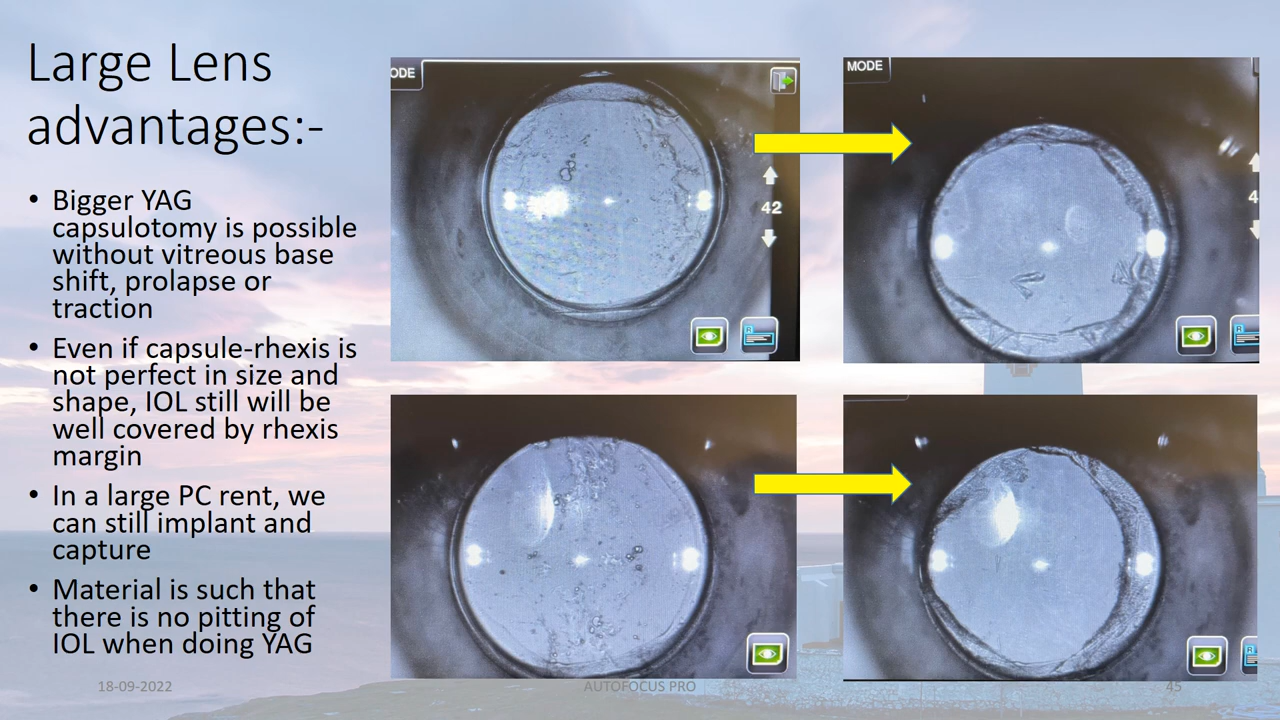 Large Lens
advantages:-
• Bigger YAG
capsulotomy is possible
without vitreous base
shift, prolapse or
traction
• Even if capsule-rhexis is
not perfect in size and
shape, IOL still will be
well covered by rhexis
margin
• In a large PC rent, we
can still implant and
capture
• Material is such that
there is no pitting of
IOL when doing YAG
ODE
42
MODE
4
18-09-2022
AUTOFOCUS PRO
45